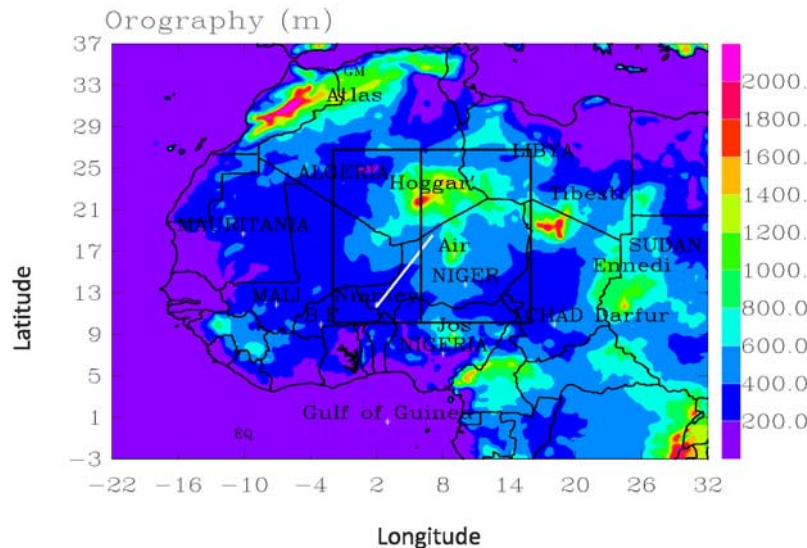 Orography (m)
37
33
29
25
21
17
13
9
5
1
-3
Latitude
GM
Atlas
ALGERIA
LIBYA
Hoggar
Tibesti
MAURITANIA
Air
SUDAN
Ennedi
NIGER
MALI
Niamey
B.F.
TCHAD
Darfur
Jos
NIGERIA
Gulf of Guinea
EQ
2000.
1600.
1400.
1200.
1000.
800.0
600.0
400.0
200.0
-22
-16
-10
-4
2
8
14
20
26
32
Longitude